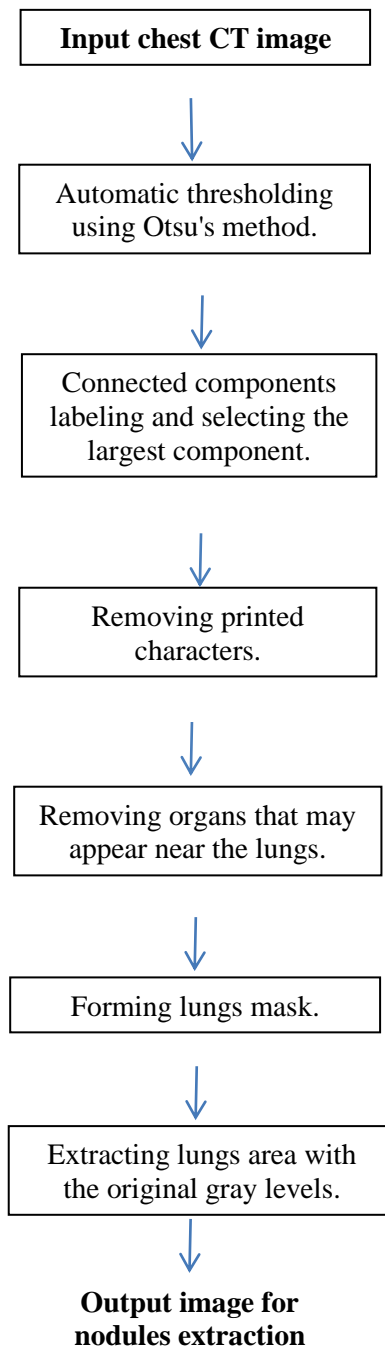 Input chest CT image
Automatic thresholding
using Otsu's method.
Connected components
labeling and selecting the
largest component.
Removing printed
characters.
Removing organs that may
appear near the lungs.
Forming lungs mask.
Extracting lungs area with
the original gray levels.
Output image for
nodules extraction